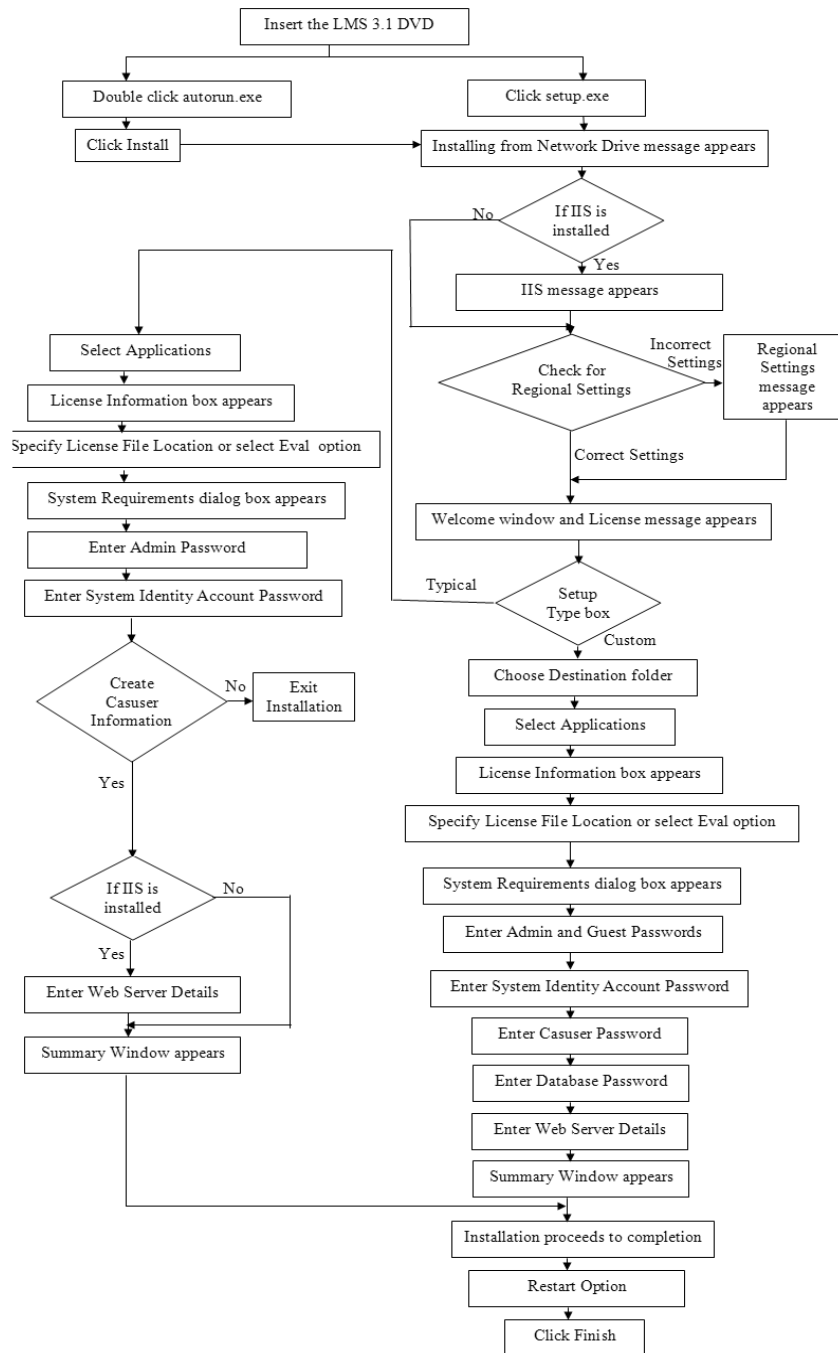 Insert the LMS 3.1 DVD
Double click autorun.exe
Click setup.exe
Click Install
Installing from Network Drive message appears
No
If IIS is
installed
Yes
IIS message appears
Check for
Regional Settings
Incorrect
Settings
Regional
Settings
message
appears
Correct Settings
Welcome window and License message appears
Setup
Type box
Typical
Custom
Select Applications
License Information box appears
Specify License File Location or select Eval option
System Requirements dialog box appears
Enter Admin Password
Enter System Identity Account Password
Create
Casuser
Information
No
Exit
Installation
Yes
If IIS is
installed
No
Yes
Enter Web Server Details
Summary Window appears
Choose Destination folder
Select Applications
License Information box appears
Specify License File Location or select Eval option
System Requirements dialog box appears
Enter Admin and Guest Passwords
Enter System Identity Account Password
Enter Casuser Password
Enter Database Password
Enter Web Server Details
Summary Window appears
Installation proceeds to completion
Restart Option
Click Finish